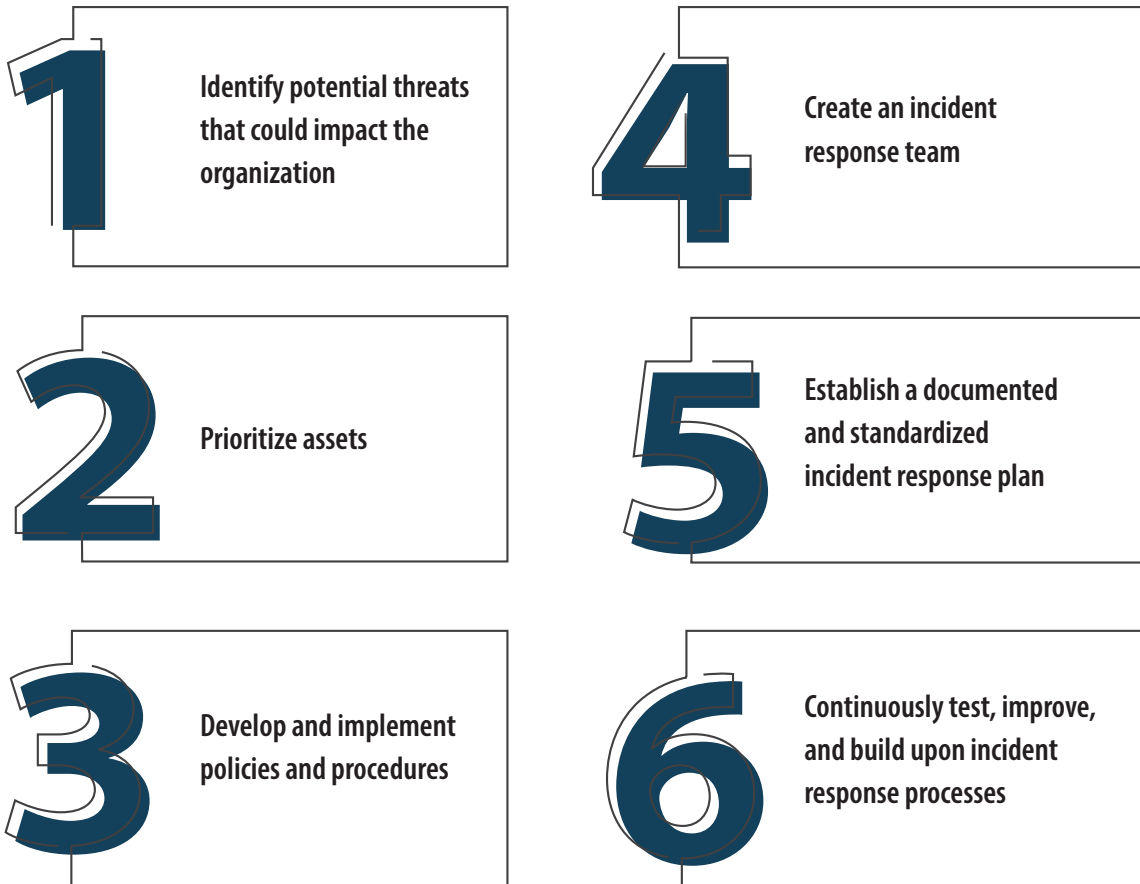 1
Identify potential threats
that could impact the
organization
2
Prioritize assets
3
Develop and implement
policies and procedures
4
Create an incident
response team
5
Establish a documented
and standardized
incident response plan
6
Continuously test, improve,
and build upon incident
response processes